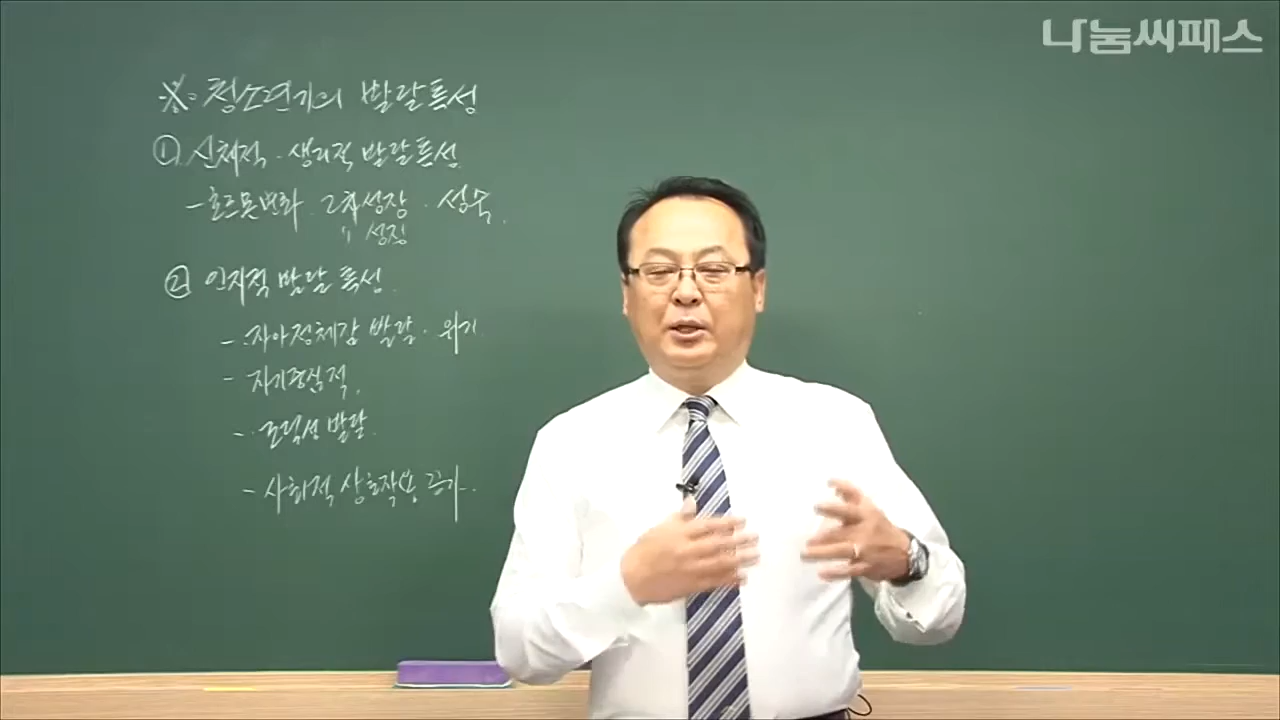 나눔씨패스
※ 청소년기의 발달특성
① 신체적·생리적 발달특성.
- 호르몬변화. 2차성장·성숙.
〃 성징
② 인지적 발달 특성.
- 자아정체감 발달·위기
- 자기중심적.
- 도덕성 발달.
- 사회적 상호작용 증가.